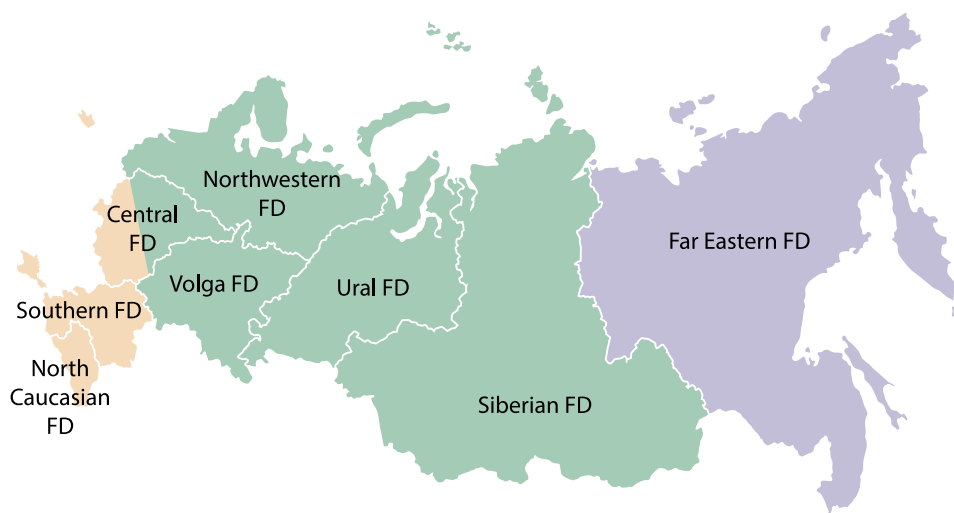 Northwestern
FD
Central
FD
Far Eastern FD
Volga FD
Ural FD
Southern FD
North
Caucasian
FD
Siberian FD